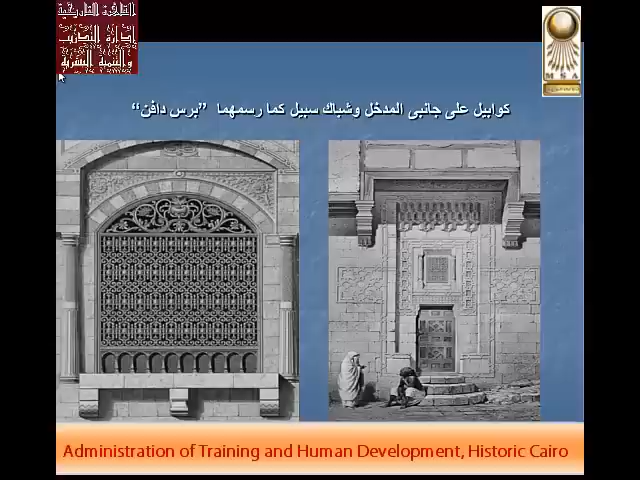 القاهرة التاريخية
إدارة التدريب
والتنمية البشرية
M S A
كوابيل على جانبى المدخل وشباك سبيل كما رسمهما "برس دافن"
Administration of Training and Human Development, Historic Cairo